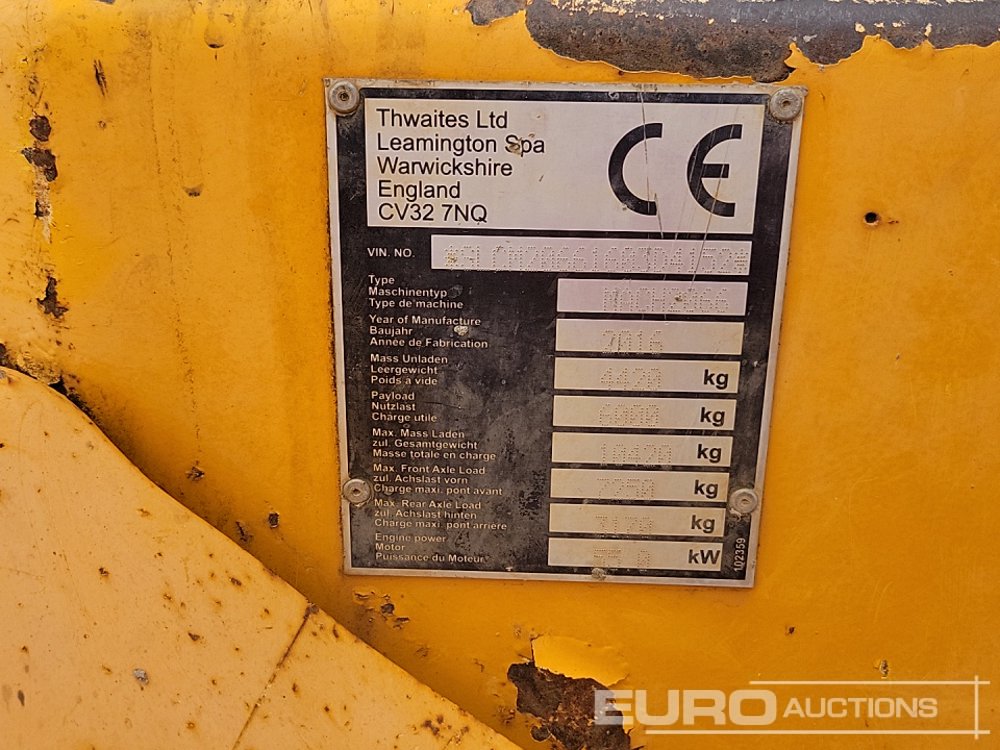 Thwaites Ltd
Leamington Spa
Warwickshire
England
CV32 7NQ
CE
VIN. NO.
Type
Maschinentyp
Type de machine
MACH2066
Year of Manufacture
Baujahr
Année de Fabrication
2016
Mass Unladen
Leergewicht
Poids a vide
4420 kg
Payload
Nutzlast
Charge utile
6000 kg
Max. Mass Laden
zul. Gesamtgewicht
Masse totale en charge
10420 kg
Max. Front Axle Load
zul. Achslast vorn
Charge maxi. pont avant
kg
Max. Rear Axle Load
zul. Achslast hinten
Charge maxi. pont arriere
kg
Engine power
Motor
Puissance du Moteur
kW
102359
EURO AUCTIONS